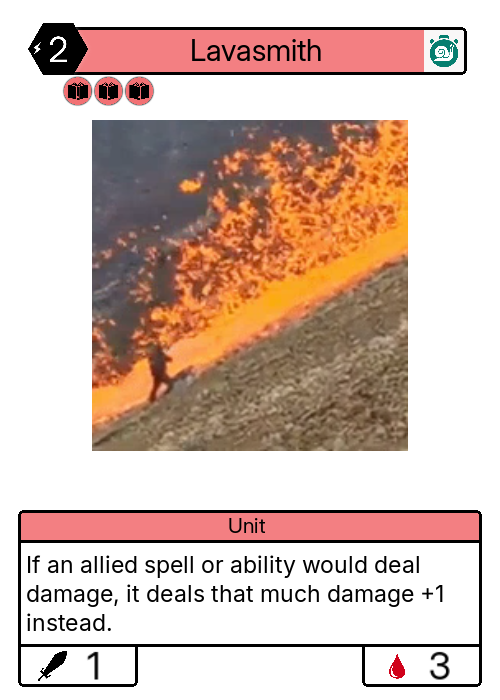 2
Lavasmith
Unit
If an allied spell or ability would deal
damage, it deals that much damage +1
instead.
1
3